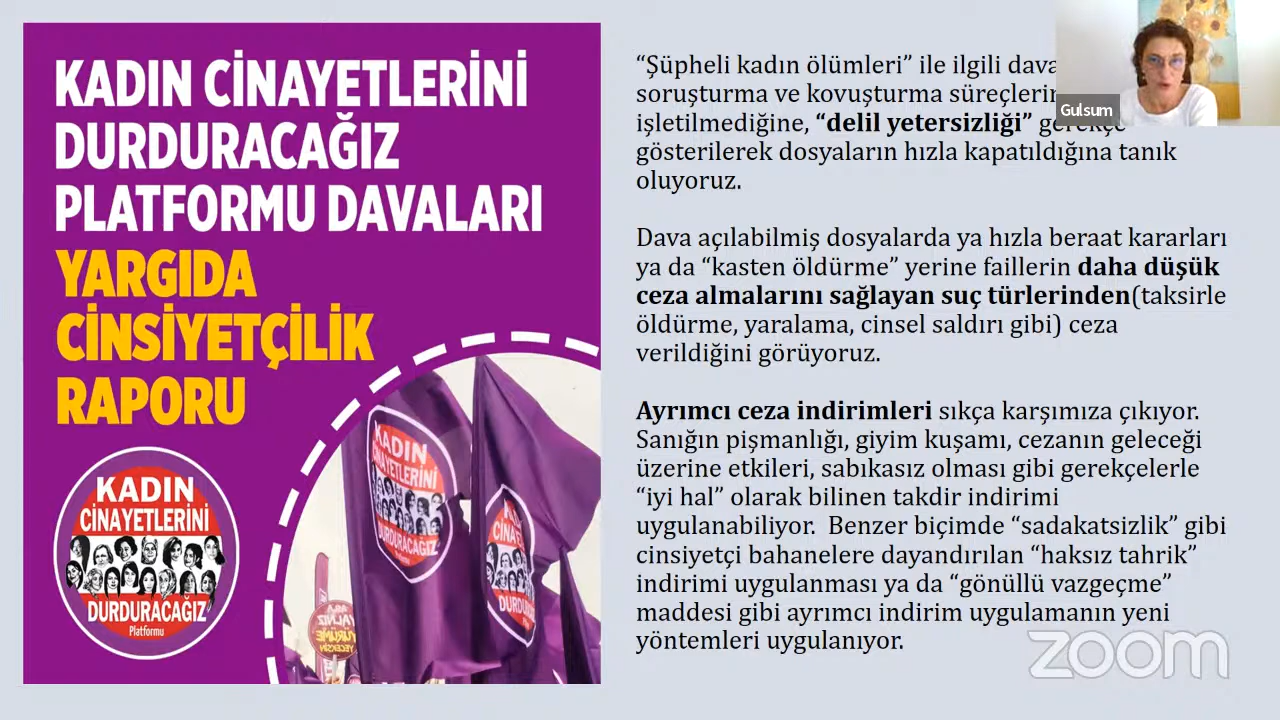 KADIN CİNAYETLERİNİ
DURDURACAĞIZ
PLATFORMU DAVALARI
YARGIDA
CİNSİYETÇİLİK
RAPORU
KADIN
CİNAYETLERİNİ
DURDURACAĞIZ
Platformu
KADIN
CİNAYETLERİNİ
DURDURACAĞIZ
“Şüpheli kadın ölümleri” ile ilgili
soruşturma ve kovuşturma
işletilmediğine, “delil yetersizliği”
gösterilerek dosyaların hızla kapatıldığına tanık
oluyoruz.
Dava açılabilmiş dosyalarda ya hızla beraat kararları
ya da “kasten öldürme” yerine faillerin daha düşük
ceza almalarını sağlayan suç türlerinden(taksirle
öldürme, yaralama, cinsel saldırı gibi) ceza
verildiğini görüyoruz.
Ayrımcı ceza indirimleri sıkça karşımıza çıkıyor.
Sanığın pişmanlığı, giyim kuşamı, cezanın geleceği
üzerine etkileri, sabıkasız olması gibi gerekçelerle
“iyi hal” olarak bilinen takdir indirimi
uygulanabiliyor. Benzer biçimde “sadakatsizlik” gibi
cinsiyetçi bahanelere dayandırılan “haksız tahrik”
indirimi uygulanması ya da “gönüllü vazgeçme”
maddesi gibi ayrımcı indirim uygulamanın yeni
yöntemleri uygulanıyor.
Gulsum
zoom